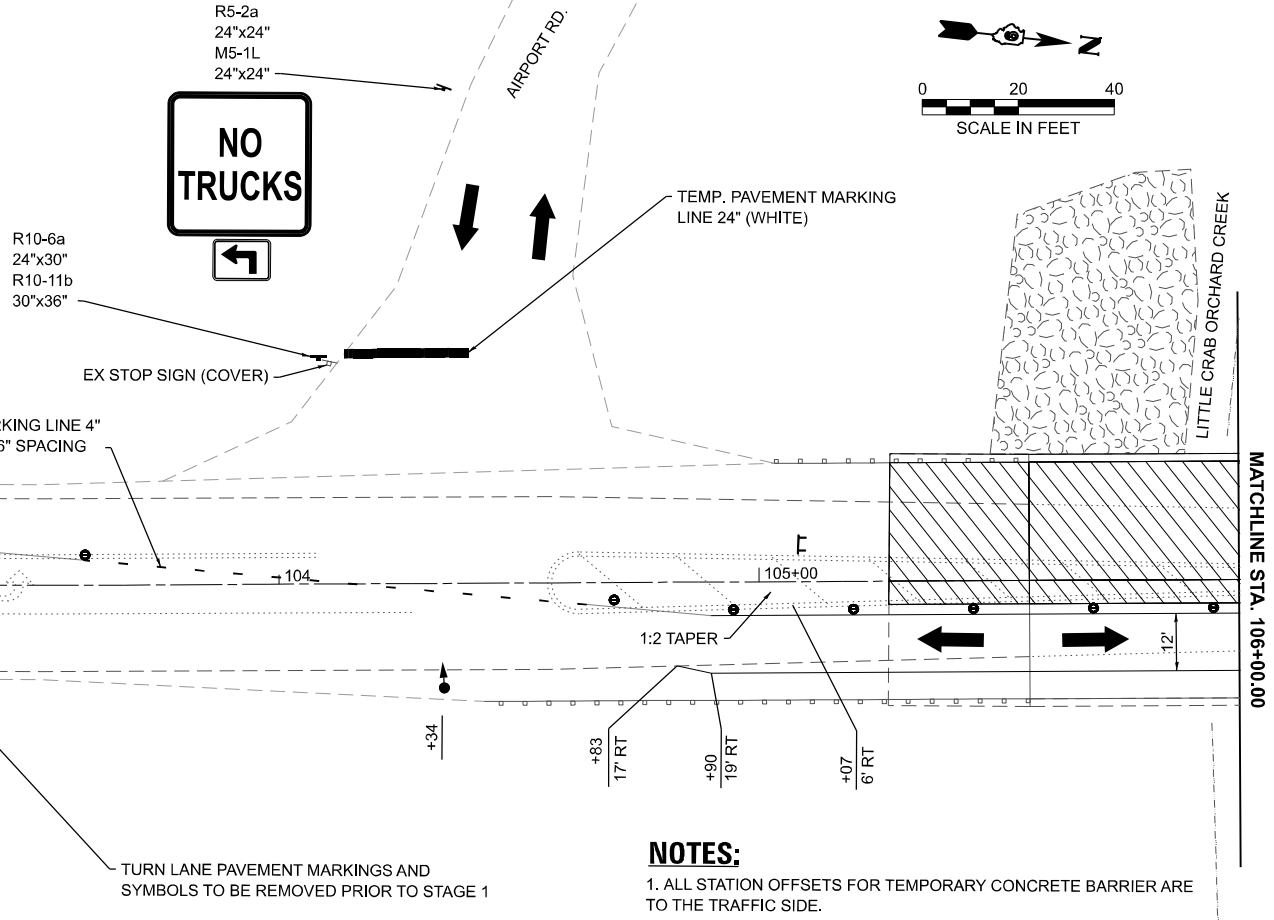 R5-2a
24"x24"
M5-1L
24"x24"
NO
TRUCKS
AIRPORT RD.
N
0 20 40
SCALE IN FEET
TEMP. PAVEMENT MARKING
LINE 24" (WHITE)
R10-6a
24"x30"
R10-11b
30"x36"
EX STOP SIGN (COVER)
LITTLE CRAB ORCHARD CREEK
RKING LINE 4"
6" SPACING
MATCHLINE STA. 106+00.00
104
105+00
1:2 TAPER
12'
+34
+83
17' RT
+90
19' RT
+07
6' RT
TURN LANE PAVEMENT MARKINGS AND
SYMBOLS TO BE REMOVED PRIOR TO STAGE 1
NOTES:
1. ALL STATION OFFSETS FOR TEMPORARY CONCRETE BARRIER ARE
TO THE TRAFFIC SIDE.